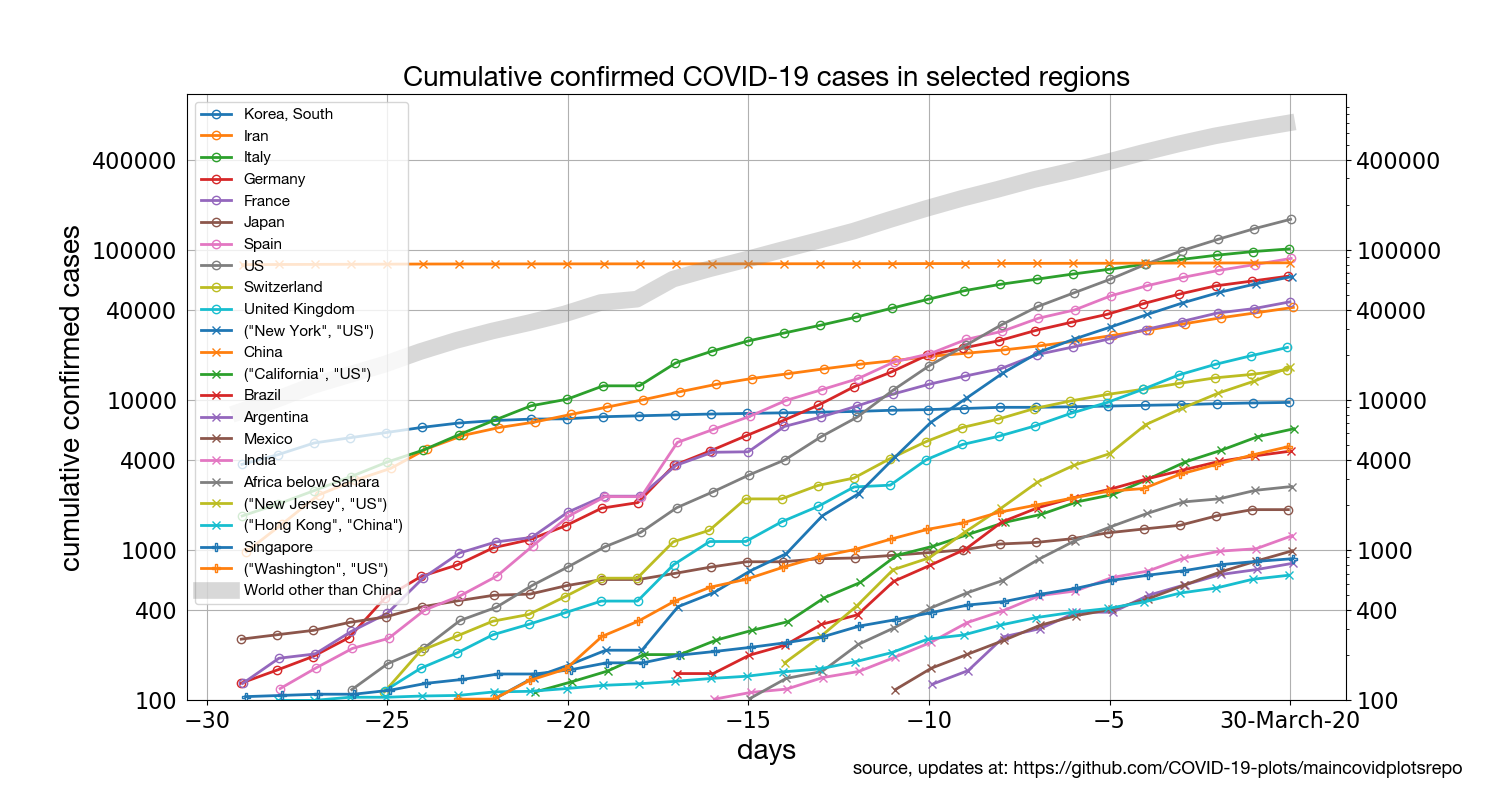 Cumulative confirmed COVID-19 cases in selected regions
cumulative confirmed cases
400000
100000
40000
10000
4000
1000
400
100
Korea, South
Iran
Italy
Germany
France
Japan
Spain
US
Switzerland
United Kingdom
("New York", "US")
China
("California", "US")
Brazil
Argentina
Mexico
India
Africa below Sahara
("New Jersey", "US")
("Hong Kong", "China")
Singapore
("Washington", "US")
World other than China
400000
100000
40000
10000
4000
1000
400
100
−30 −25 −20 −15 −10 −5 30-March-20
days
source, updates at: https://github.com/COVID-19-plots/maincovidplotsrepo